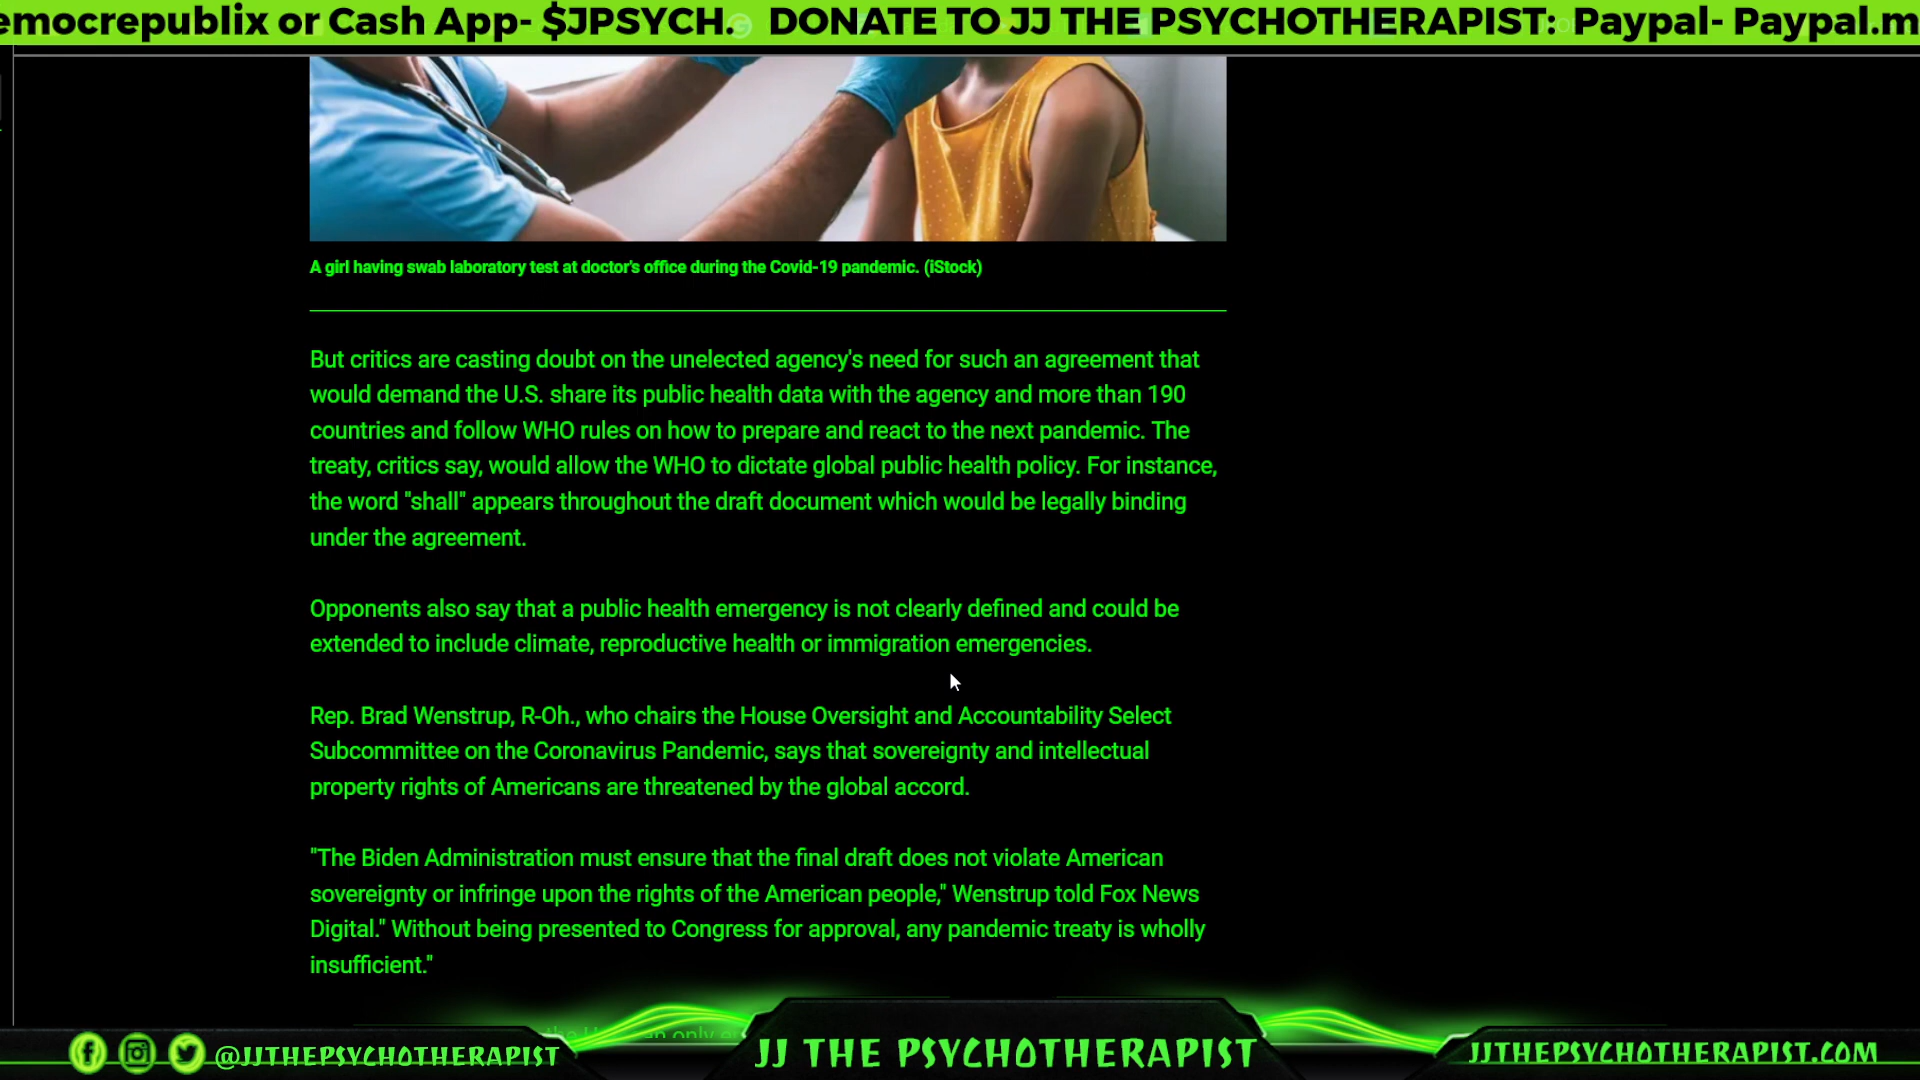 emocrepublix or Cash App- $JPSYCH. DONATE TO JJ THE PSYCHOTHERAPIST: Paypal- Paypal.m
A girl having swab laboratory test at doctor's office during the Covid-19 pandemic. (iStock)
But critics are casting doubt on the unelected agency's need for such an agreement that
would demand the U.S. share its public health data with the agency and more than 190
countries and follow WHO rules on how to prepare and react to the next pandemic. The
treaty, critics say, would allow the WHO to dictate global public health policy. For instance,
the word "shall" appears throughout the draft document which would be legally binding
under the agreement.
Opponents also say that a public health emergency is not clearly defined and could be
extended to include climate, reproductive health or immigration emergencies.
Rep. Brad Wenstrup, R-Oh., who chairs the House Oversight and Accountability Select
Subcommittee on the Coronavirus Pandemic, says that sovereignty and intellectual
property rights of Americans are threatened by the global accord.
"The Biden Administration must ensure that the final draft does not violate American
sovereignty or infringe upon the rights of the American people," Wenstrup told Fox News
Digital." Without being presented to Congress for approval, any pandemic treaty is wholly
insufficient."
@JJTHEPSYCHOTHERAPIST
JJ THE PSYCHOTHERAPIST
JJTHEPSYCHOTHERAPIST.COM